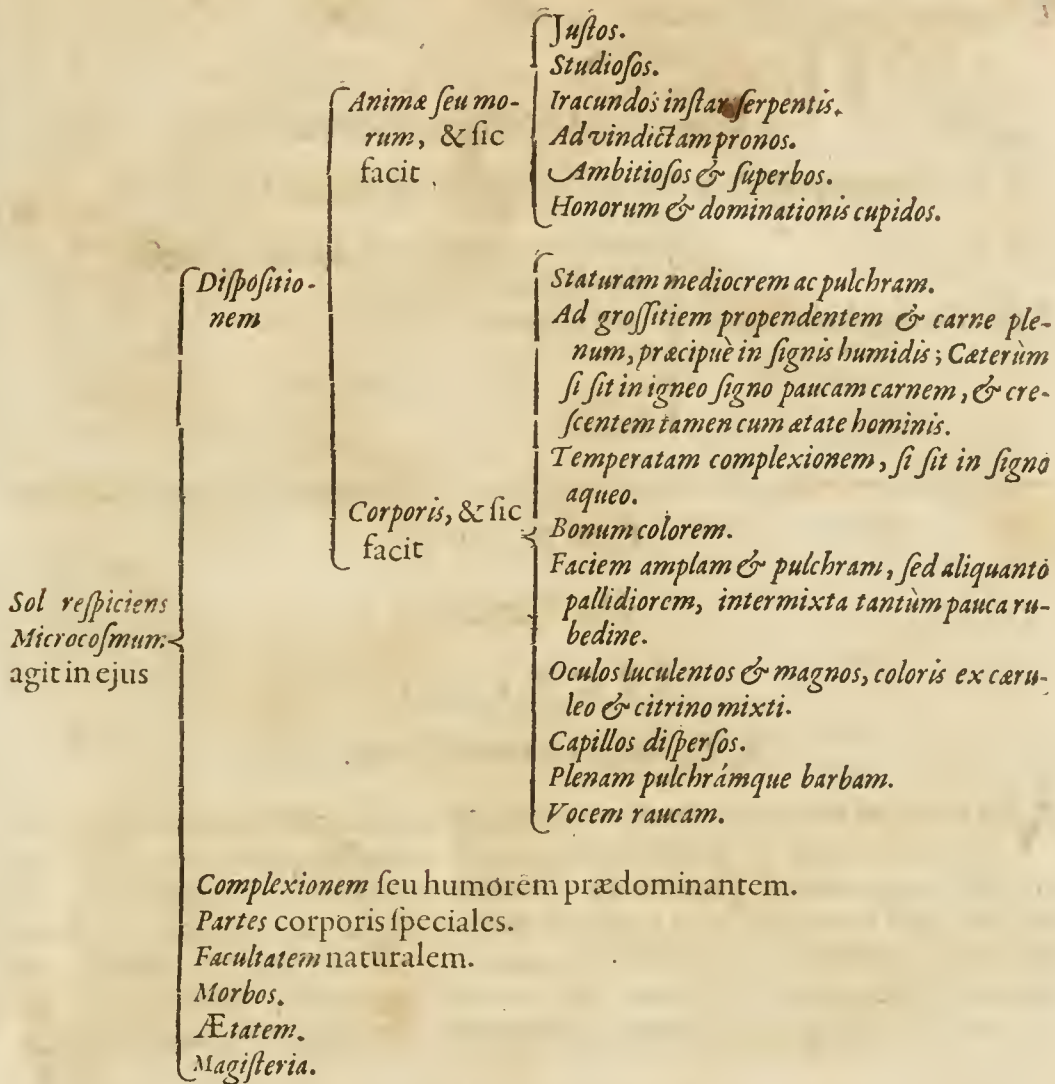 Sol reſpiciens
Microcoſmum
agit in ejus
Diſpoſitio-
nem
Animæ ſeu mo-
rum, & ſic
facit
Juſtos.
Studioſos.
Iracundos inſtar ſerpentis.
Ad vindictam pronos.
Ambitioſos & ſuperbos.
Honorum & dominationis cupidos.
Corporis, & ſic
facit
Staturam mediocrem ac pulchram.
Ad groſſitiem propendentem & carne ple-
num, præcipuè in ſignis humidis; Cæterùm
ſi ſit in igneo ſigno paucam carnem, & cre-
ſcentem tamen cum ætate hominis.
Temperatam complexionem, ſi ſit in ſigno
aqueo.
Bonum colorem.
Faciem amplam & pulchram, ſed aliquantò
pallidiorem, intermixta tantùm pauca ru-
bedine.
Oculos luculentos & magnos, coloris ex cæru-
leo & citrino mixti.
Capillos diſperſos.
Plenam pulchrámque barbam.
Vocem raucam.
Complexionem ſeu humorem prædominantem.
Partes corporis ſpeciales.
Facultatem naturalem.
Morbos.
Ætatem.
Magiſteria.